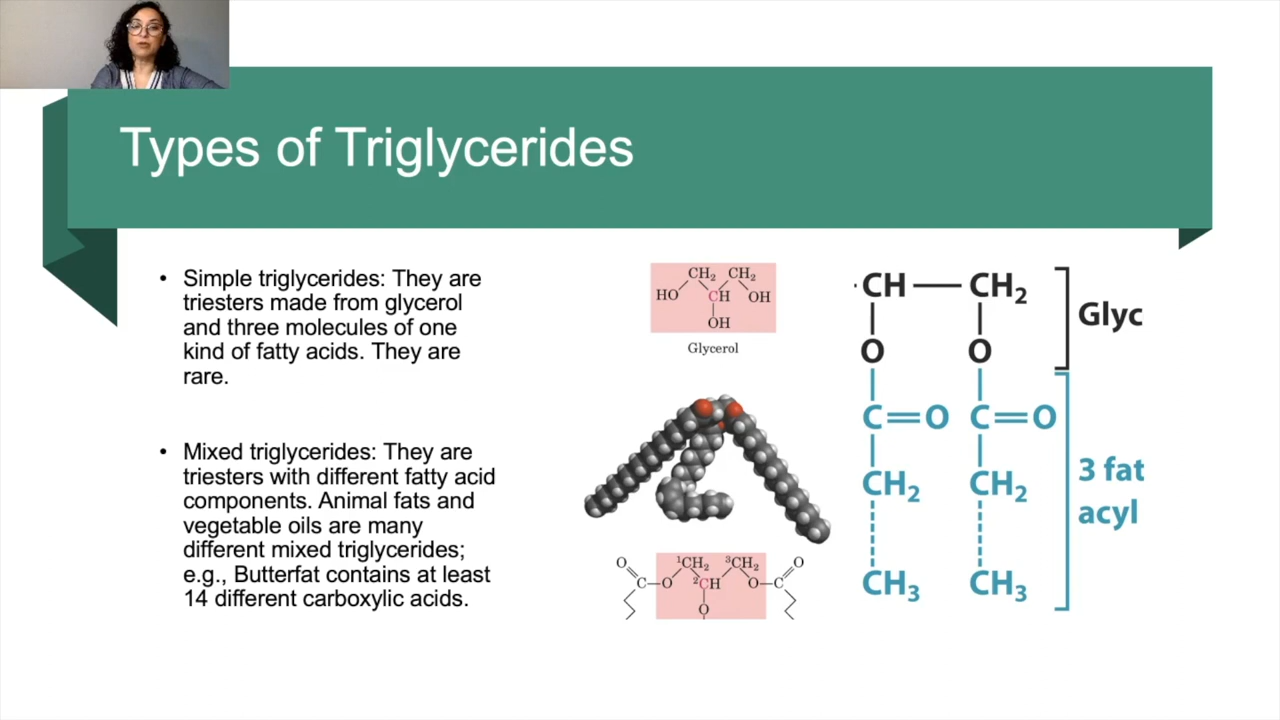 Types of Triglycerides
• Simple triglycerides: They are
triesters made from glycerol
and three molecules of one
kind of fatty acids. They are
rare.
• Mixed triglycerides: They are
triesters with different fatty acid
components. Animal fats and
vegetable oils are many
different mixed triglycerides;
e.g., Butterfat contains at least
14 different carboxylic acids.
CH₂ CH₂
HO CH OH
OH
Glycerol
O ¹CH₂ ³CH₂ O
C—O ²CH O—C
O
CH — CH₂
O O
C=O C=O
CH₂ CH₂
CH₃ CH₃
Glyc
3 fat
acyl